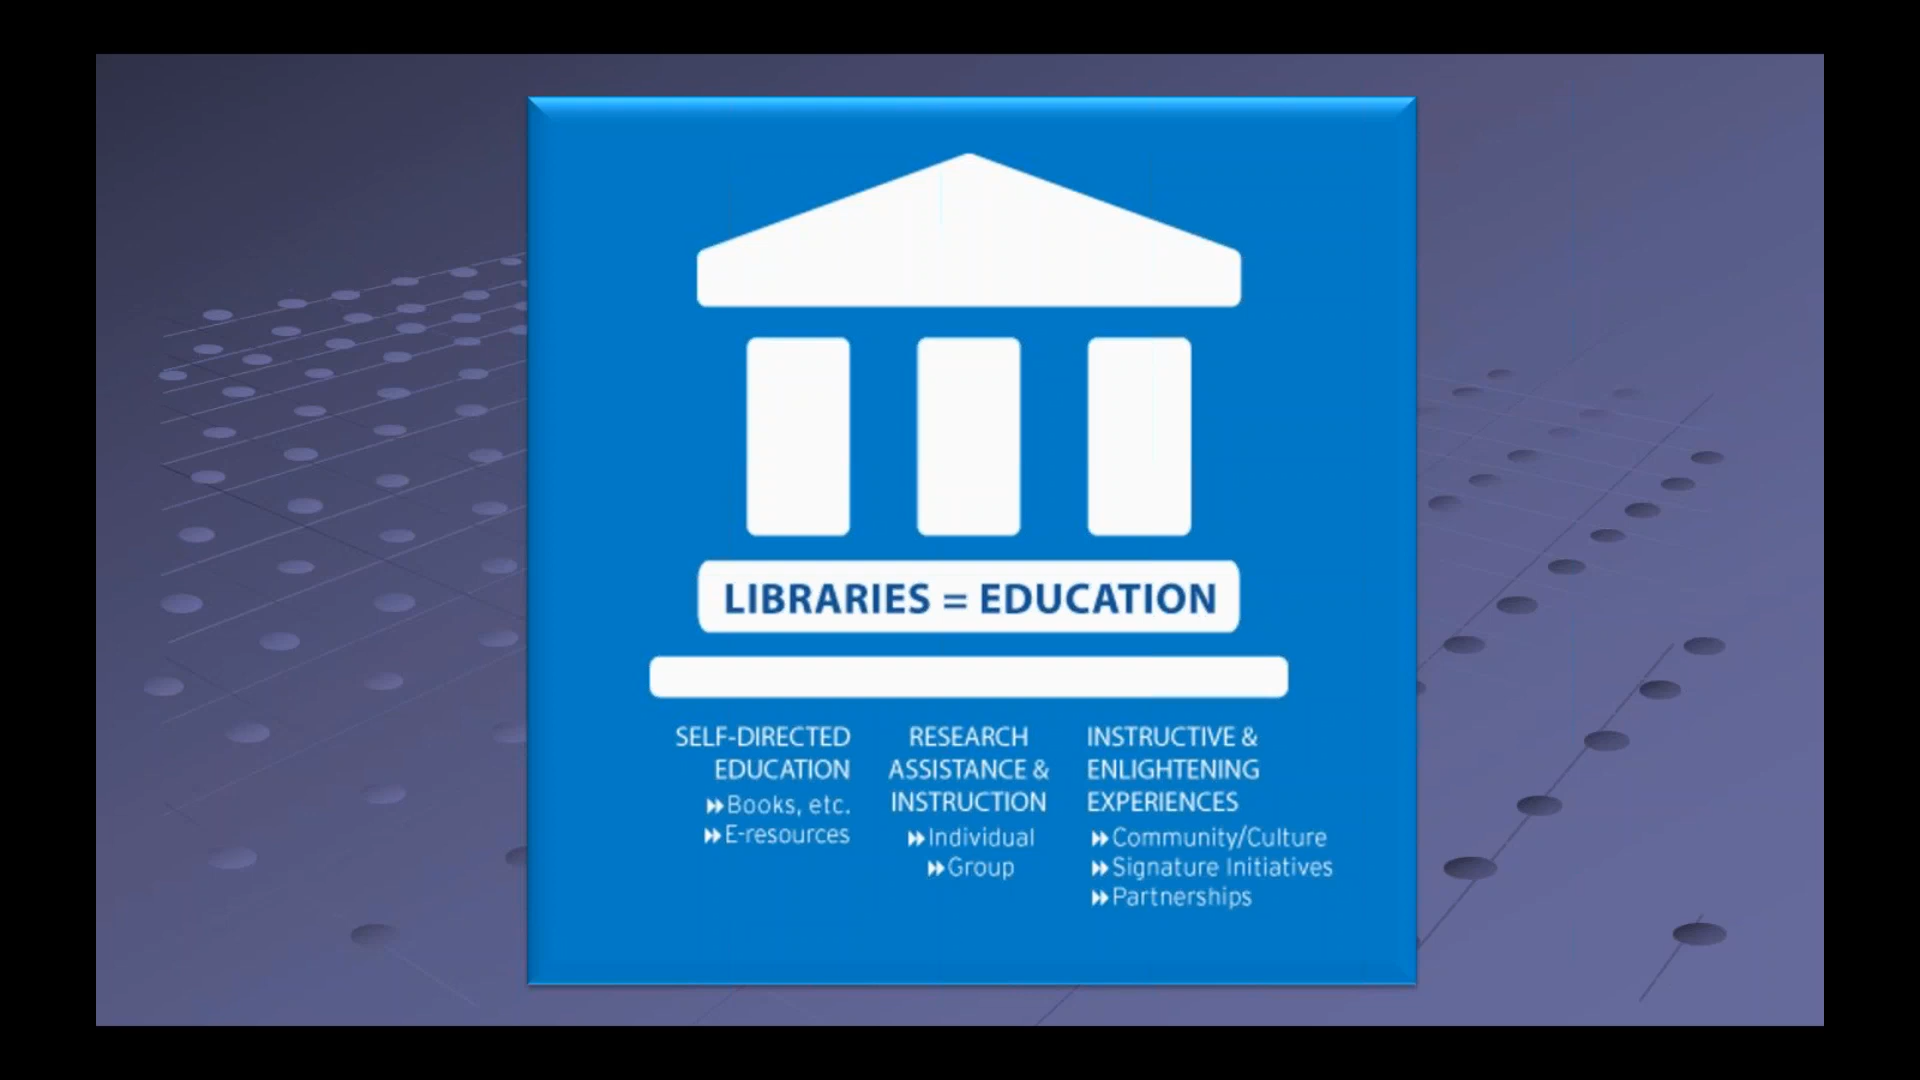 LIBRARIES = EDUCATION
SELF-DIRECTED
EDUCATION
Books, etc.
E-resources
RESEARCH
ASSISTANCE &
INSTRUCTION
Individual
Group
INSTRUCTIVE &
ENLIGHTENING
EXPERIENCES
Community/Culture
Signature Initiatives
Partnerships